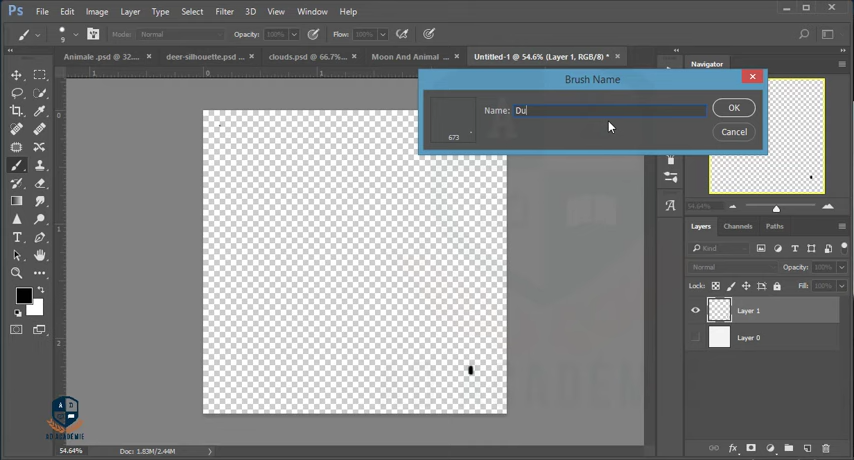 Ps File Edit Image Layer Type Select Filter 3D View Window Help
9 Mode: Normal Opacity: 100% Flow: 100%
Animale .psd @ 32.... × deer-silhouette.psd ... × clouds.psd @ 66.7%... × Moon And Animal ... × Untitled-1 @ 54.6% (Layer 1, RGB/8) * ×
Navigator
Brush Name
Name: Du
OK
673
Cancel
54.64%
Layers Channels Paths
Kind
Normal Opacity: 100%
Lock: Fill: 100%
Layer 1
Layer 0
A D
AD ACADÉMIE
54.64% Doc: 1.83M/2.44M